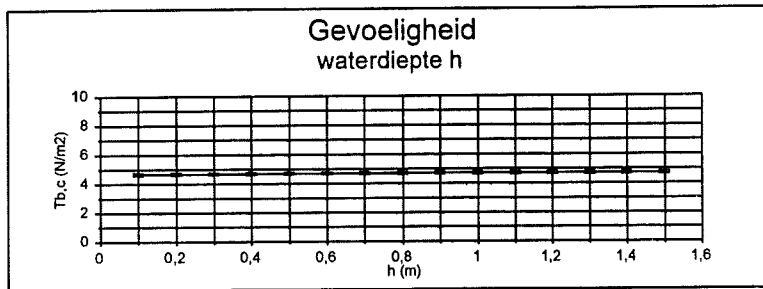 Gevoeligheid
waterdiepte h
Tb,c (N/m2)
10
8
6
4
2
0
0 0,2 0,4 0,6 0,8 1 1,2 1,4 1,6
h (m)